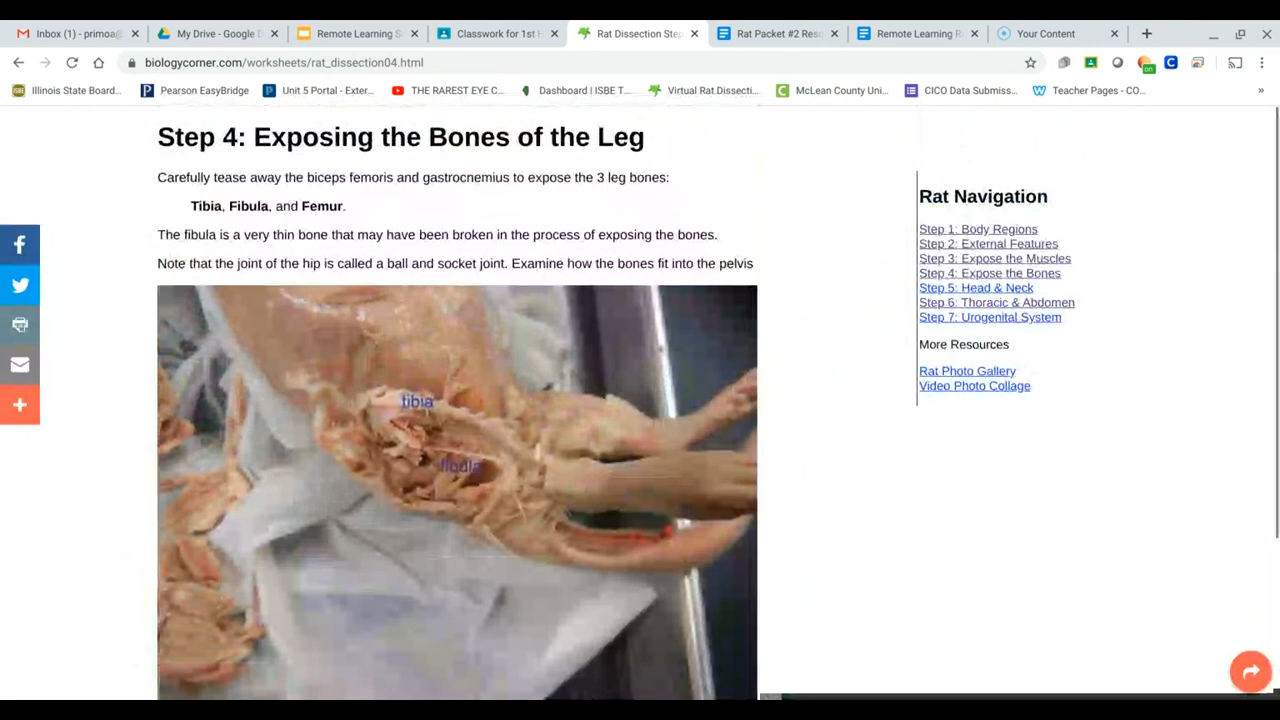 Inbox (1) - primoa@
My Drive - Google D
Remote Learning S
Classwork for 1st H
Rat Dissection Step
Rat Packet #2 Reso
Remote Learning R
Your Content
biologycorner.com/worksheets/rat_dissection04.html
Illinois State Board...
Pearson EasyBridge
Unit 5 Portal - Exter...
THE RAREST EYE C...
Dashboard | ISBE T...
Virtual Rat Dissecti...
McLean County Uni...
CICO Data Submiss...
Teacher Pages - CO...
»
Step 4: Exposing the Bones of the Leg
Carefully tease away the biceps femoris and gastrocnemius to expose the 3 leg bones:
Tibia, Fibula, and Femur.
The fibula is a very thin bone that may have been broken in the process of exposing the bones.
Note that the joint of the hip is called a ball and socket joint. Examine how the bones fit into the pelvis
tibia
fibula
Rat Navigation
Step 1: Body Regions
Step 2: External Features
Step 3: Expose the Muscles
Step 4: Expose the Bones
Step 5: Head & Neck
Step 6: Thoracic & Abdomen
Step 7: Urogenital System
More Resources
Rat Photo Gallery
Video Photo Collage